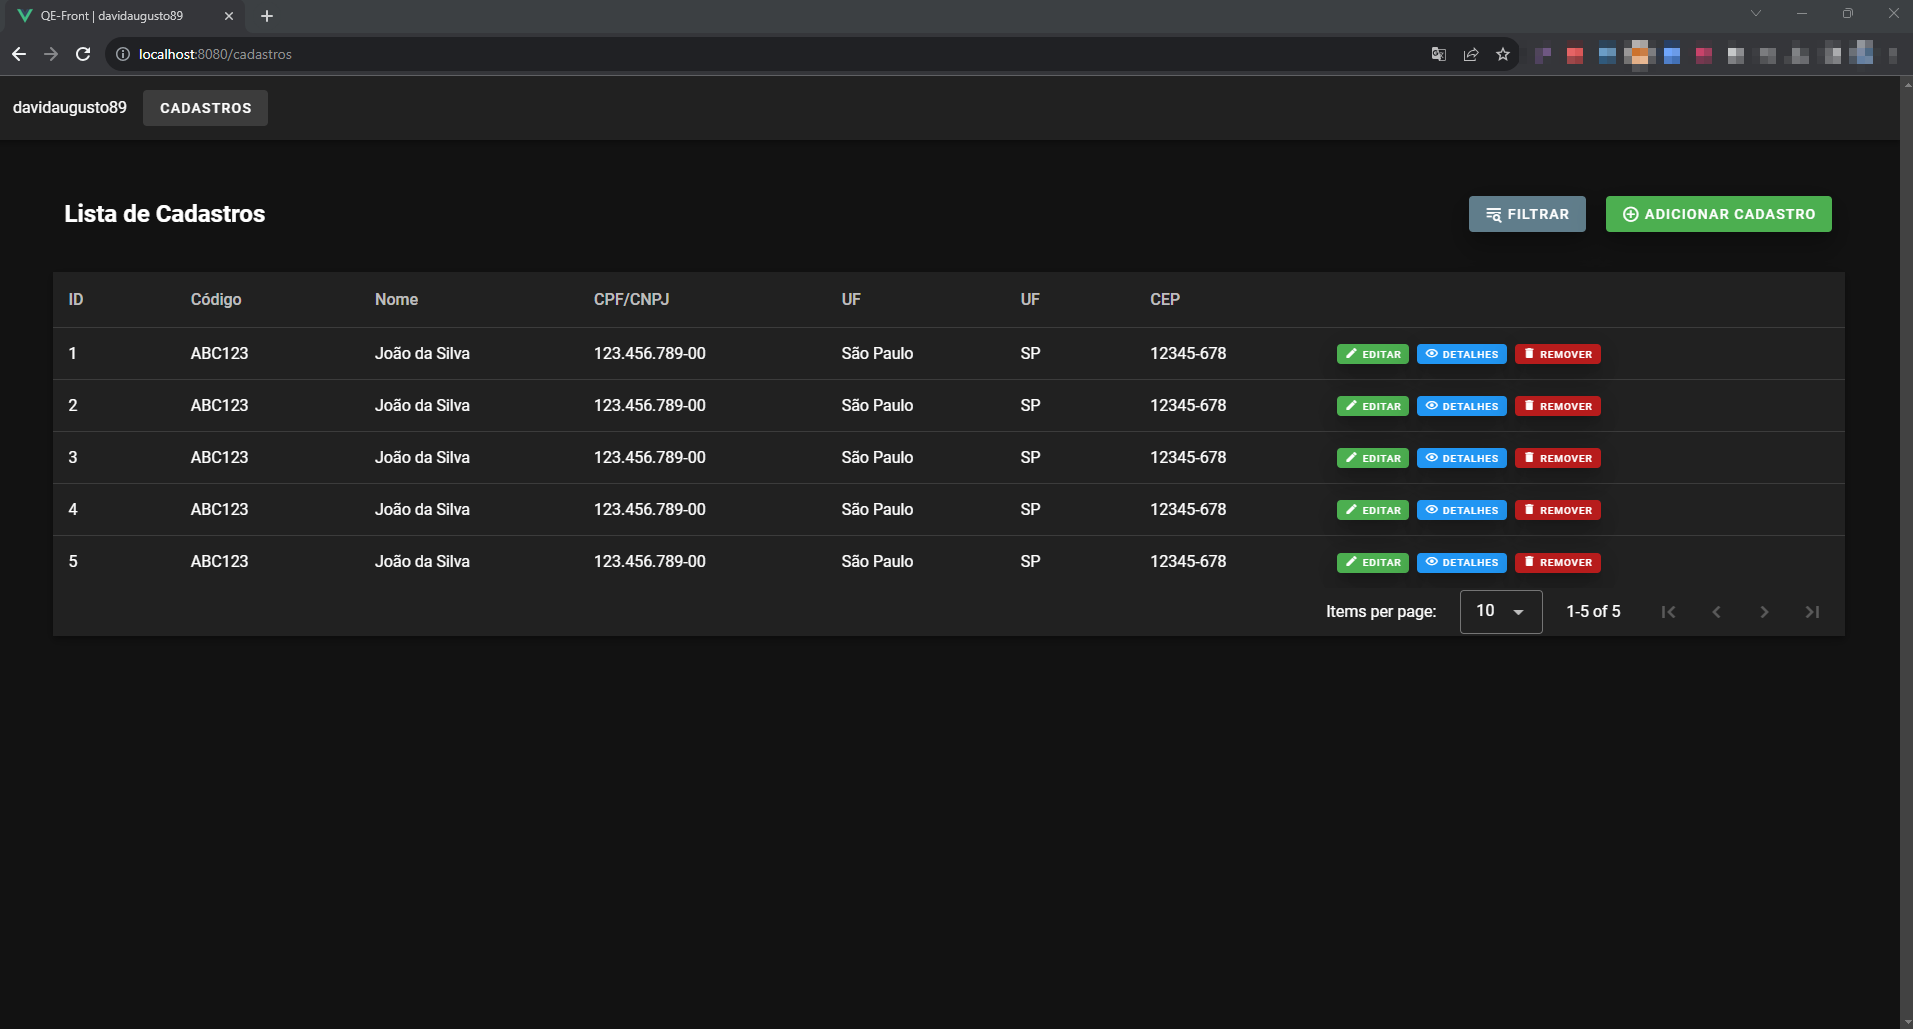 QE-Front | davidaugusto89
localhost:8080/cadastros
davidaugusto89 CADASTROS
Lista de Cadastros FILTRAR ADICIONAR CADASTRO
ID Código Nome CPF/CNPJ UF UF CEP
1 ABC123 João da Silva 123.456.789-00 São Paulo SP 12345-678 EDITAR DETALHES REMOVER
2 ABC123 João da Silva 123.456.789-00 São Paulo SP 12345-678 EDITAR DETALHES REMOVER
3 ABC123 João da Silva 123.456.789-00 São Paulo SP 12345-678 EDITAR DETALHES REMOVER
4 ABC123 João da Silva 123.456.789-00 São Paulo SP 12345-678 EDITAR DETALHES REMOVER
5 ABC123 João da Silva 123.456.789-00 São Paulo SP 12345-678 EDITAR DETALHES REMOVER
Items per page: 10 1-5 of 5